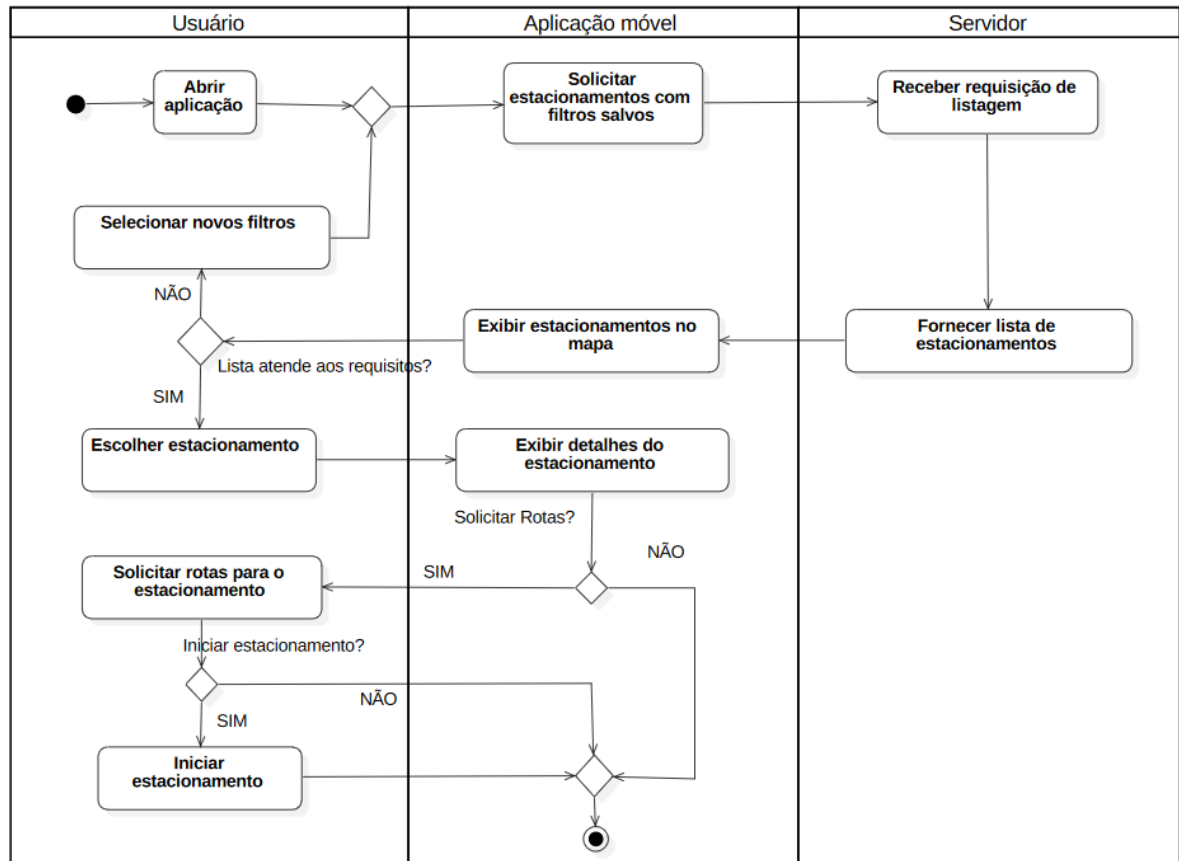 Usuário
Aplicação móvel
Servidor
Abrir
aplicação
Solicitar
estacionamentos com
filtros salvos
Receber requisição de
listagem
Selecionar novos filtros
NÃO
Exibir estacionamentos no
mapa
Fornecer lista de
estacionamentos
Lista atende aos requisitos?
SIM
Escolher estacionamento
Exibir detalhes do
estacionamento
Solicitar Rotas?
NÃO
SIM
Solicitar rotas para o
estacionamento
Iniciar estacionamento?
NÃO
SIM
Iniciar
estacionamento